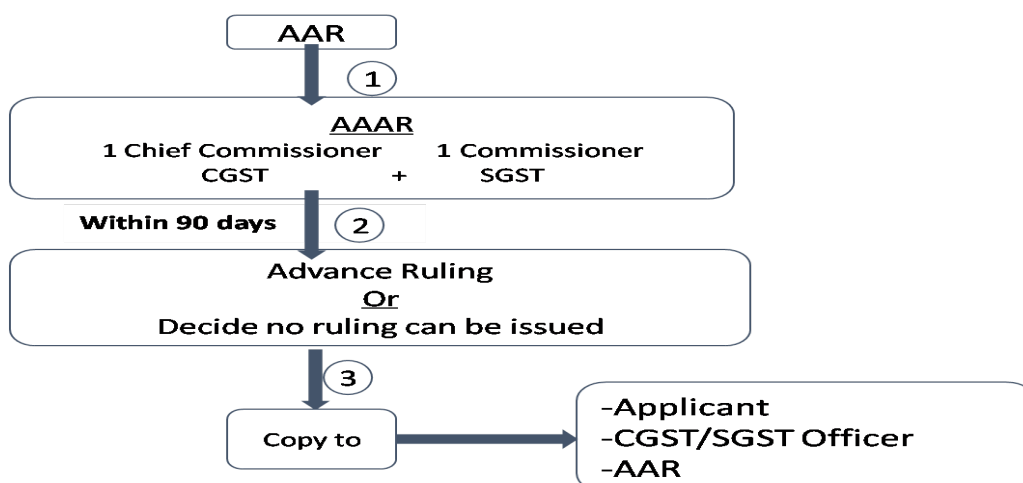 AAR
1
AAAR
1 Chief Commissioner 1 Commissioner
CGST + SGST
Within 90 days
2
Advance Ruling
Or
Decide no ruling can be issued
3
Copy to
-Applicant
-CGST/SGST Officer
-AAR